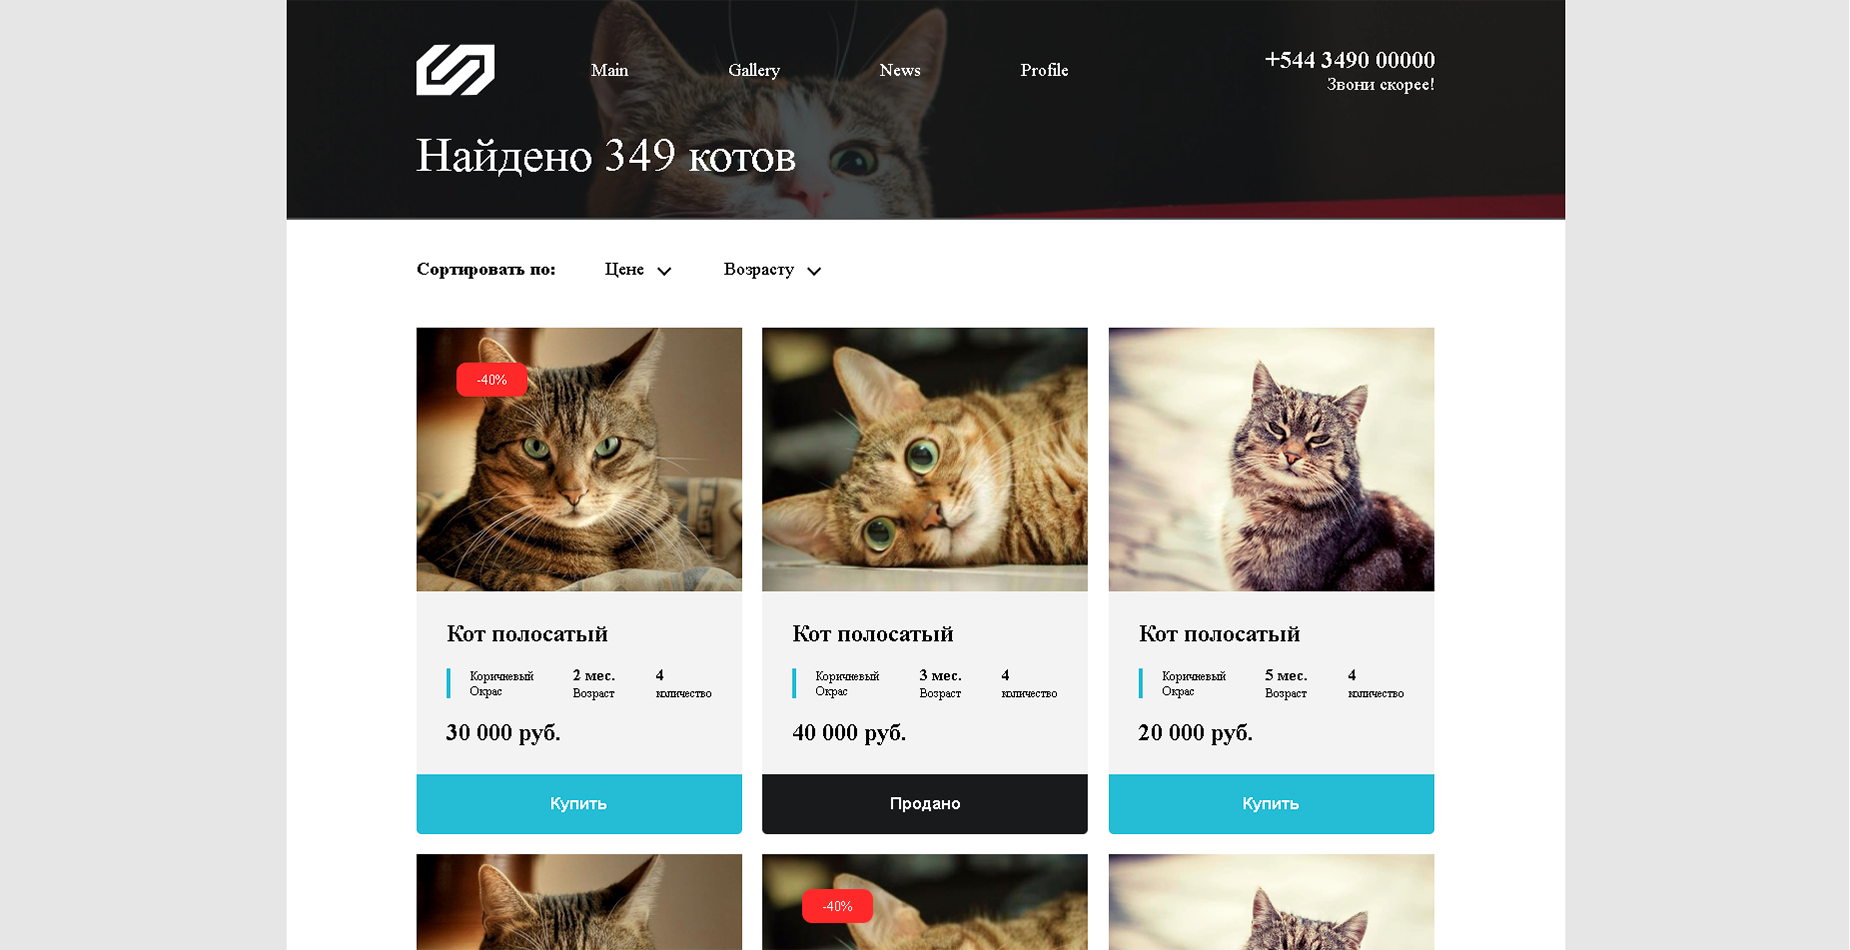 Main
Gallery
News
Profile
+544 3490 00000
Звони скорее!
Найдено 349 котов
Сортировать по:
Цене
Возрасту
-40%
Кот полосатый
Коричневый
Окрас
2 мес.
Возраст
4
количество
30 000 руб.
Купить
Кот полосатый
Коричневый
Окрас
3 мес.
Возраст
4
количество
40 000 руб.
Продано
Кот полосатый
Коричневый
Окрас
5 мес.
Возраст
4
количество
20 000 руб.
Купить
-40%